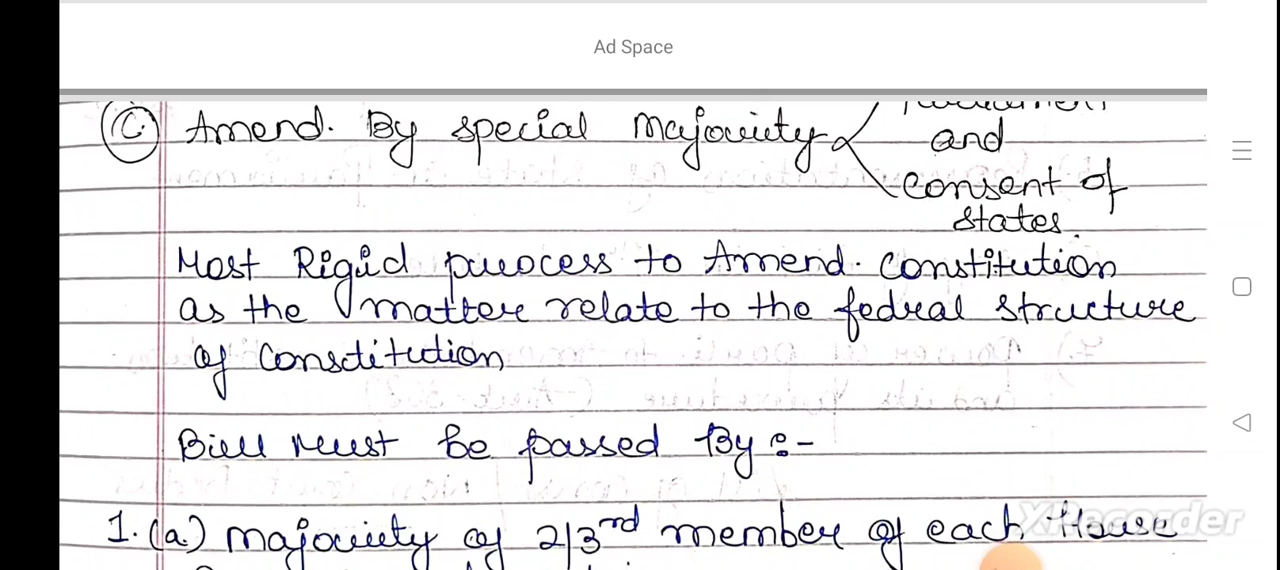 Ad Space
(C) Amend. By special Majority
and
consent of
states.
Most Rigid process to Amend. constitution
as the matter relate to the fedral structure
of constitution
Bill must be passed By :-
1. (a) Majority of 2/3rd member of each House
XRecorder